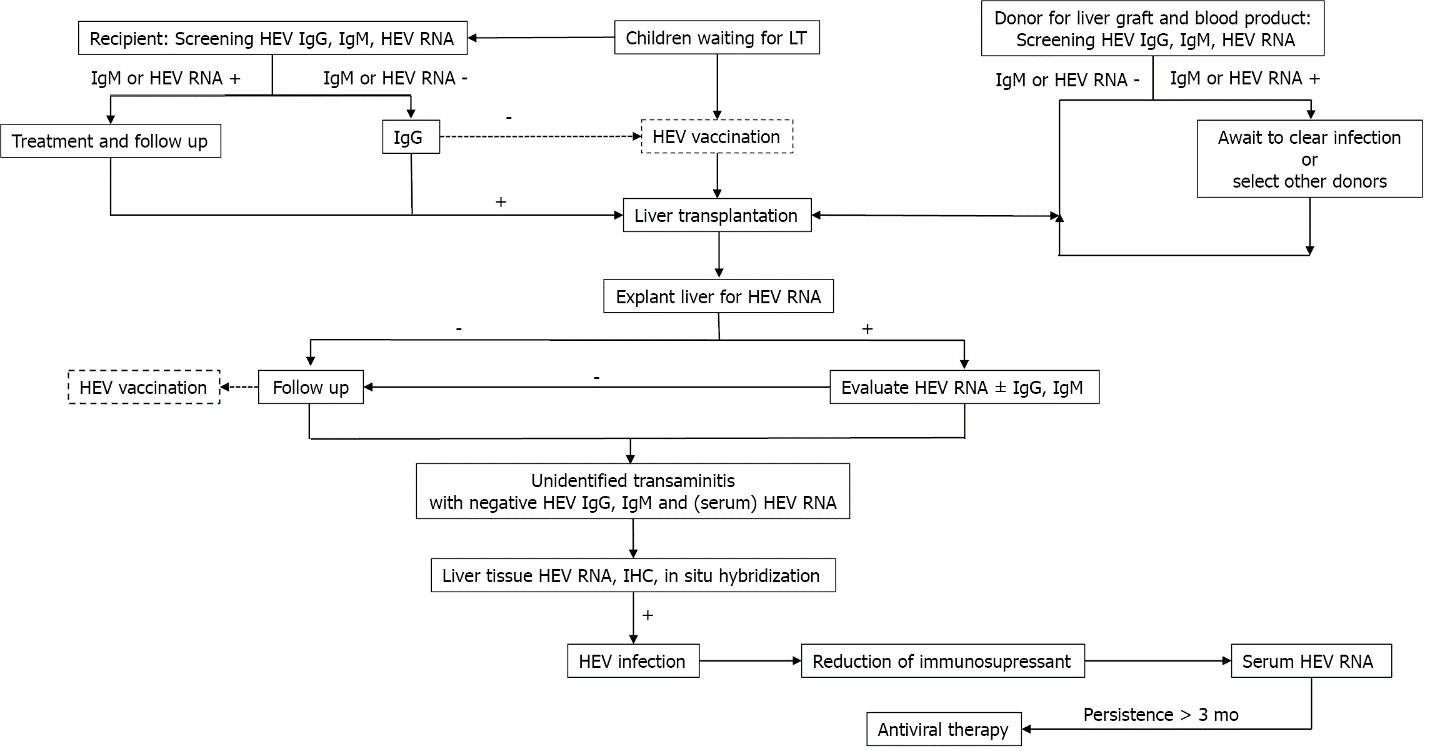 Donor for liver graft and blood product:
Screening HEV IgG, IgM, HEV RNA
Recipient: Screening HEV IgG, IgM, HEV RNA
Children waiting for LT
IgM or HEV RNA +
IgM or HEV RNA -
IgM or HEV RNA -
IgM or HEV RNA +
Treatment and follow up
IgG
-
HEV vaccination
Await to clear infection
or
select other donors
+
Liver transplantation
Explant liver for HEV RNA
-
+
HEV vaccination
Follow up
-
Evaluate HEV RNA ± IgG, IgM
Unidentified transaminitis
with negative HEV IgG, IgM and (serum) HEV RNA
Liver tissue HEV RNA, IHC, in situ hybridization
+
HEV infection
Reduction of immunosupressant
Serum HEV RNA
Persistence > 3 mo
Antiviral therapy